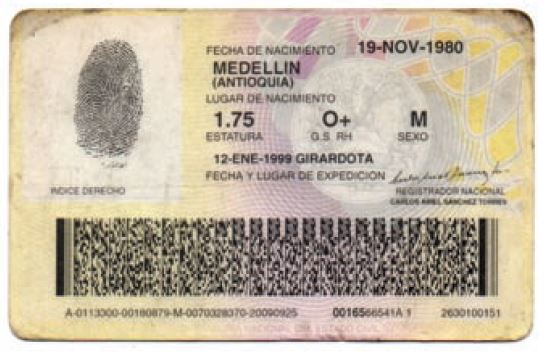 FECHA DE NACIMIENTO 19-NOV-1980
MEDELLIN
(ANTIOQUIA)
LUGAR DE NACIMIENTO
1.75 O+ M
ESTATURA G.S. RH SEXO
12-ENE-1999 GIRARDOTA
FECHA Y LUGAR DE EXPEDICION
INDICE DERECHO
REGISTRADOR NACIONAL
CARLOS ARIEL SANCHEZ TORRES
A-0113300-00180879-M-0070328370-20090925 0016566541A 1 2630100151